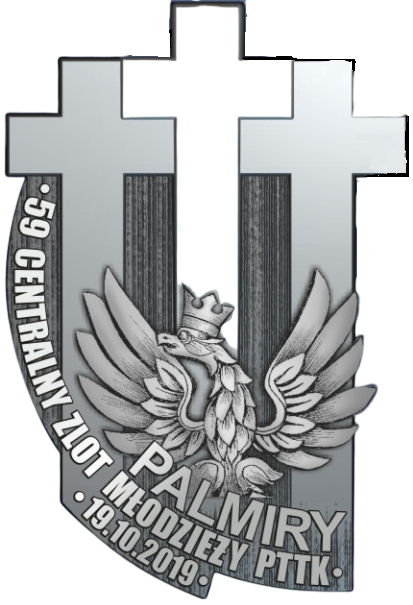 • 59 CENTRALNY ZLOT MŁODZIEŻY PTTK •
PALMIRY
• 19.10.2019 •